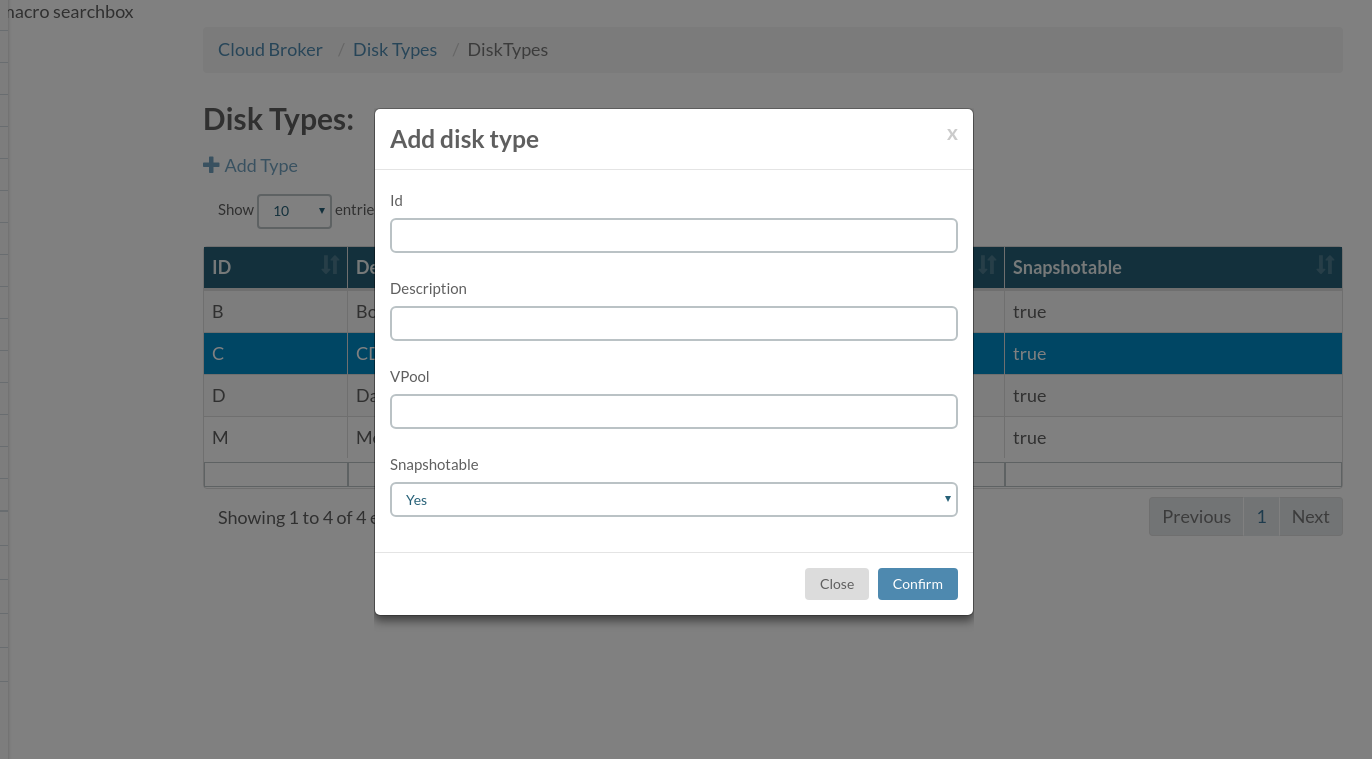 macro searchbox
Cloud Broker / Disk Types / DiskTypes
Disk Types:
Add Type
Show 10 entrie
ID De Snapshotable
B Bo true
C CD true
D Da true
M Me true
Showing 1 to 4 of 4 e
Previous 1 Next
Add disk type x
Id
Description
VPool
Snapshotable
Yes
Close Confirm